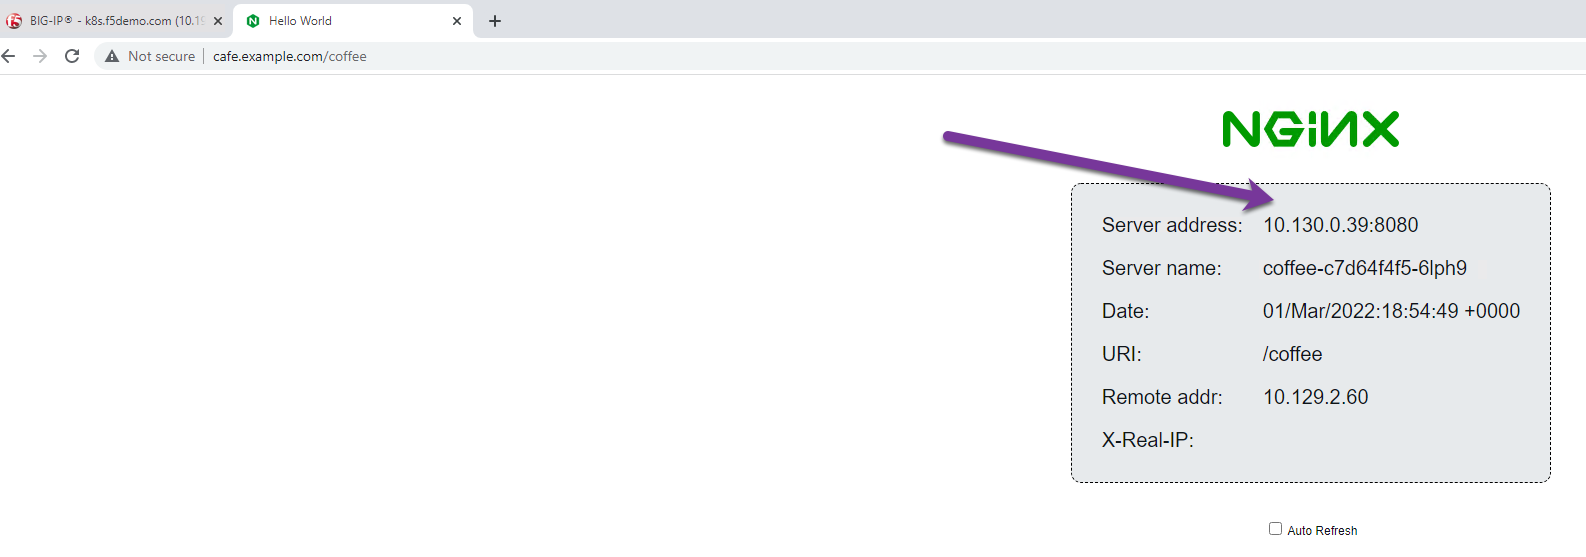 BIG-IP® - k8s.f5demo.com (10.19
Hello World
Not secure
cafe.example.com/coffee
NGINX
Server address: 10.130.0.39:8080
Server name: coffee-c7d64f4f5-6lph9
Date: 01/Mar/2022:18:54:49 +0000
URI: /coffee
Remote addr: 10.129.2.60
X-Real-IP:
Auto Refresh